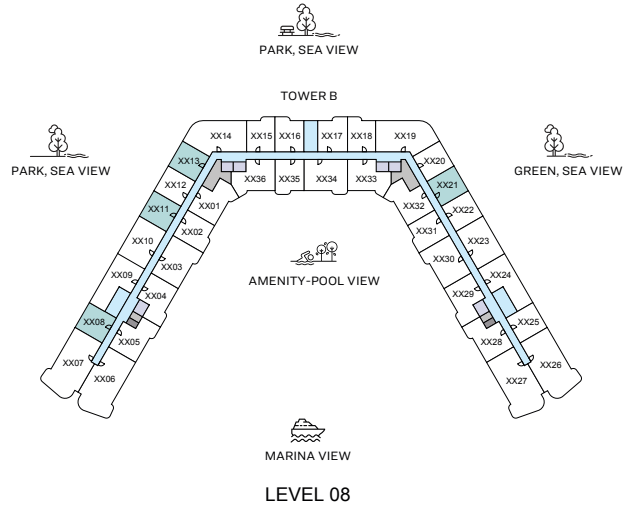 PARK, SEA VIEW
TOWER B
PARK, SEA VIEW
GREEN, SEA VIEW
XX14
XX15
XX16
XX17
XX18
XX19
XX13
XX36
XX35
XX34
XX33
XX20
XX12
XX01
XX32
XX21
XX11
XX02
XX31
XX22
XX10
XX03
XX30
XX23
XX09
XX04
XX29
XX24
XX08
XX05
XX28
XX25
XX07
XX06
XX27
XX26
AMENITY-POOL VIEW
MARINA VIEW
LEVEL 08